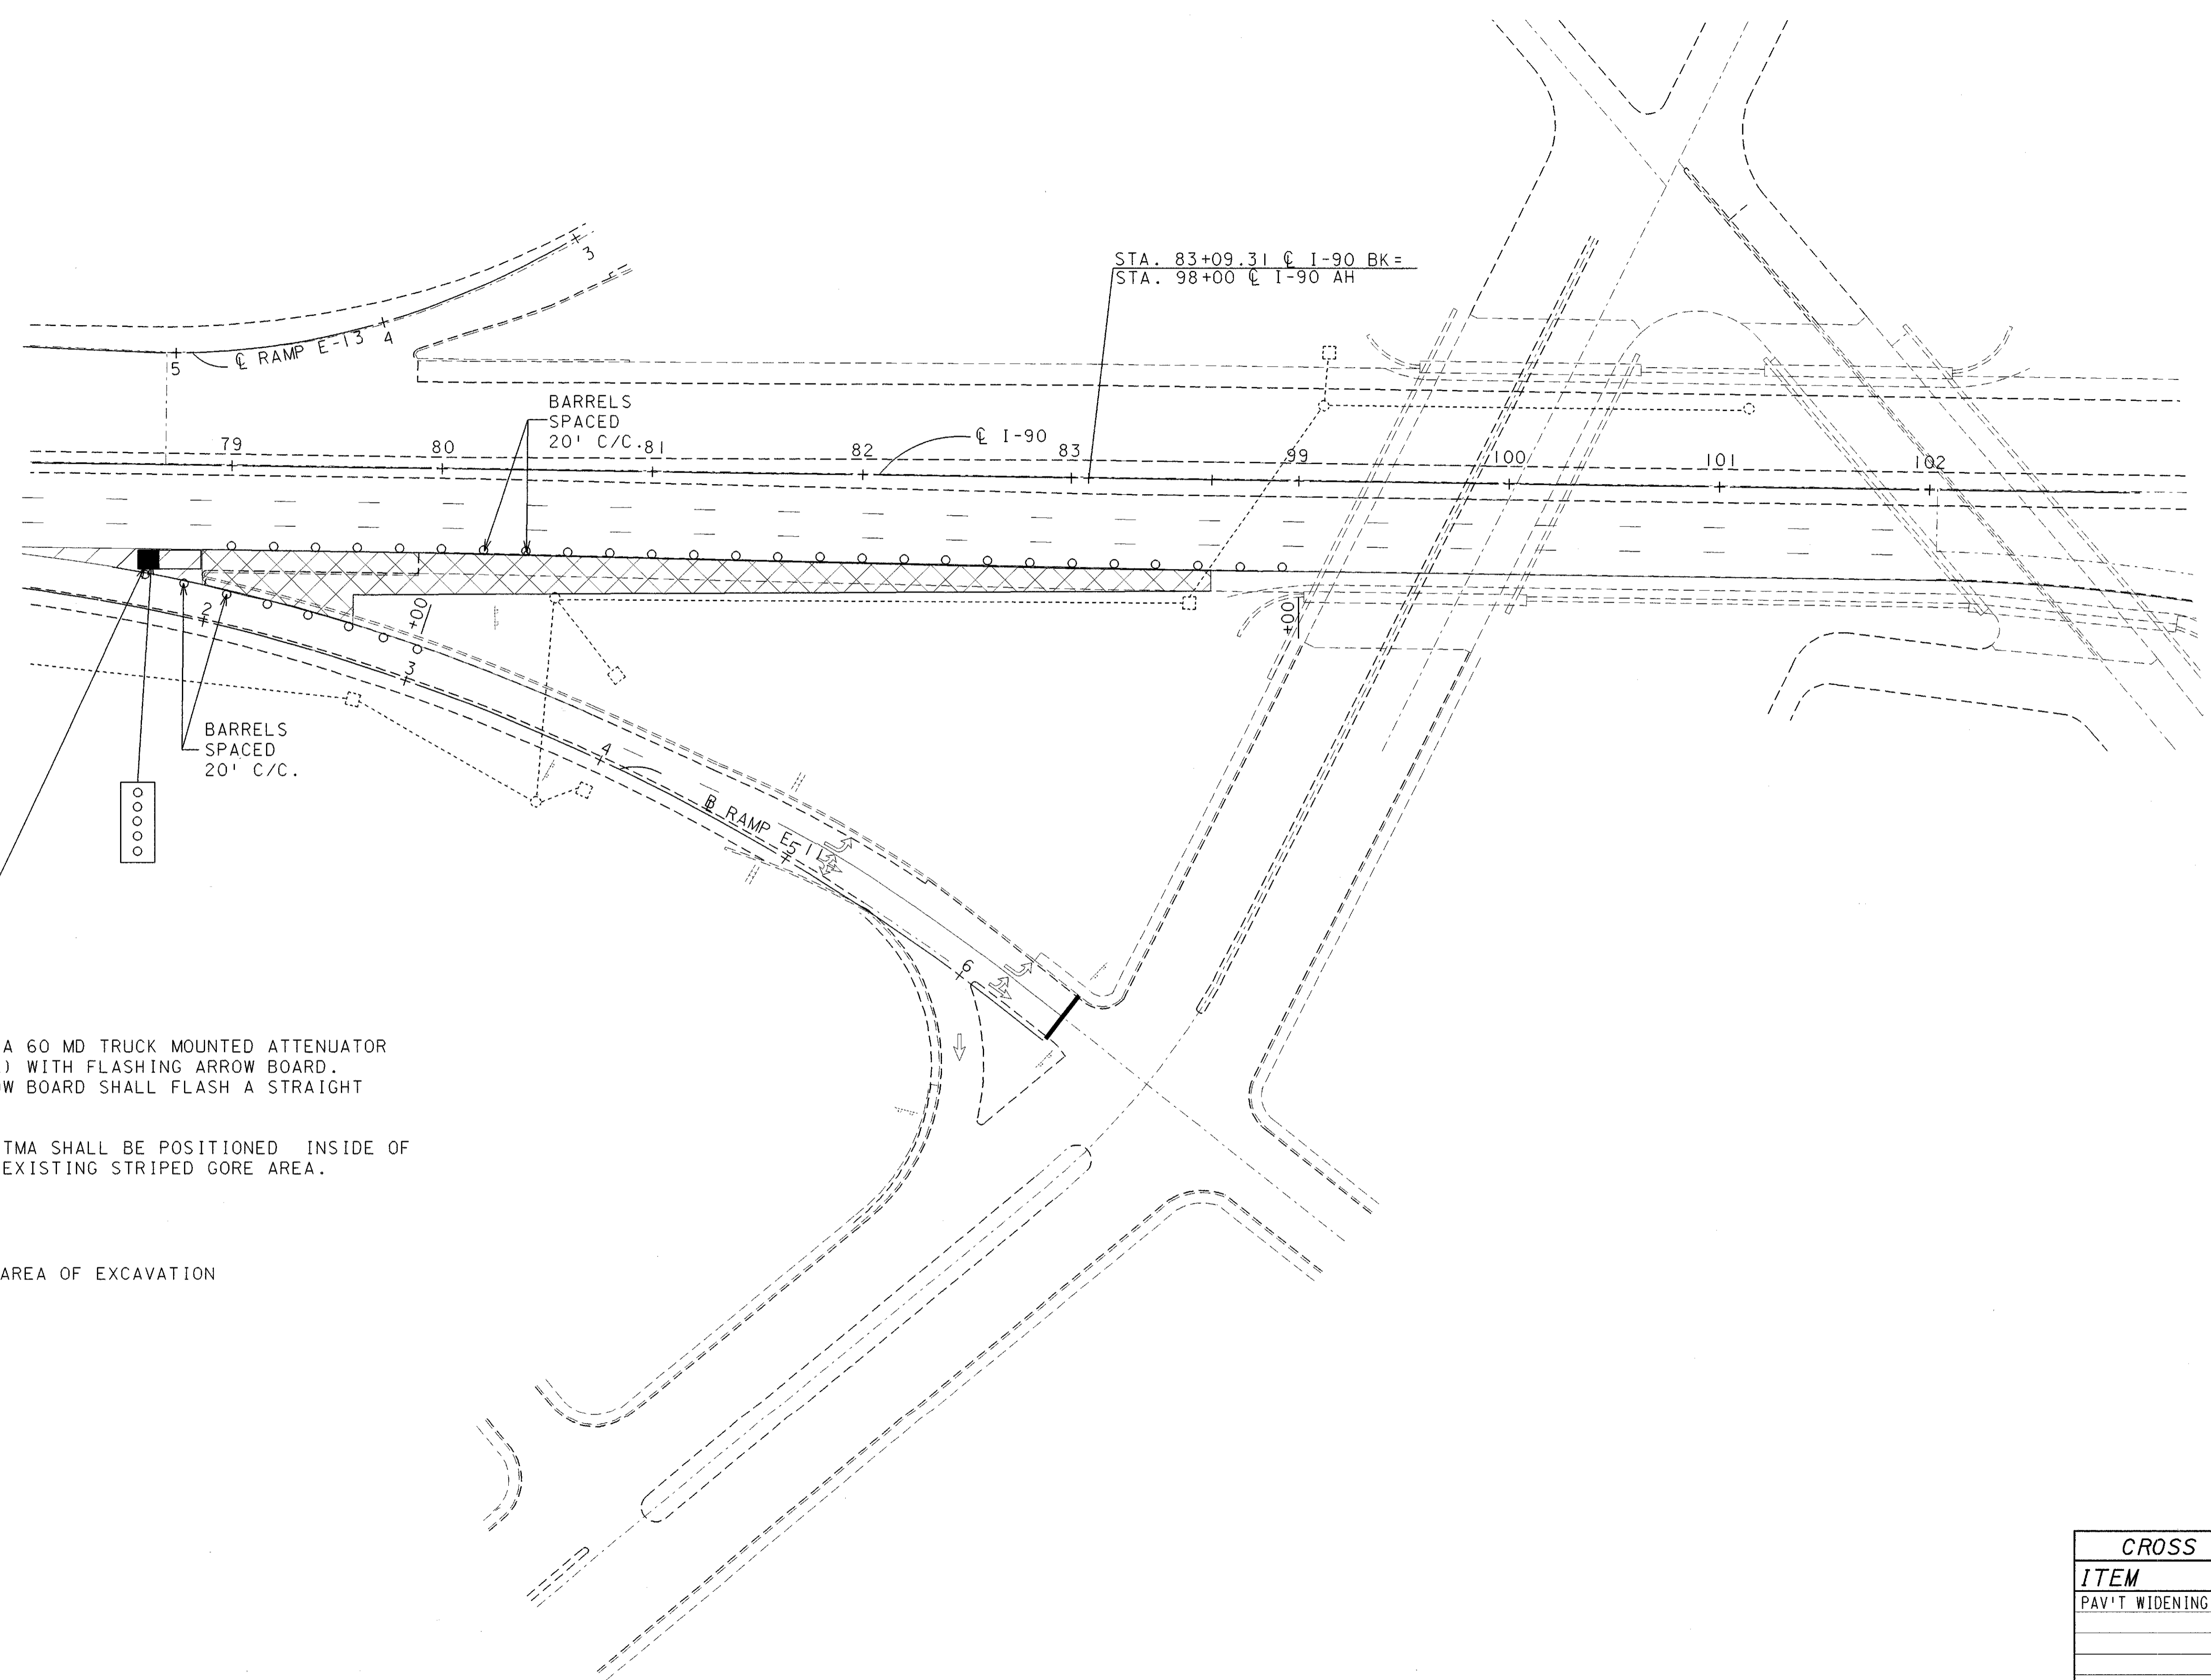 3
4
5
℄ RAMP E-13
STA. 83+09.31 ℄ I-90 BK=
STA. 98+00 ℄ I-90 AH
BARRELS
SPACED
20' C/C.
℄ I-90
79
80
81
82
83
99
100
101
102
2
+00
+00
3
BARRELS
SPACED
20' C/C.
4
RAMP E-11
5
6
A 60 MD TRUCK MOUNTED ATTENUATOR
) WITH FLASHING ARROW BOARD.
W BOARD SHALL FLASH A STRAIGHT
TMA SHALL BE POSITIONED INSIDE OF
EXISTING STRIPED GORE AREA.
AREA OF EXCAVATION
CROSS
ITEM
PAV'T WIDENING